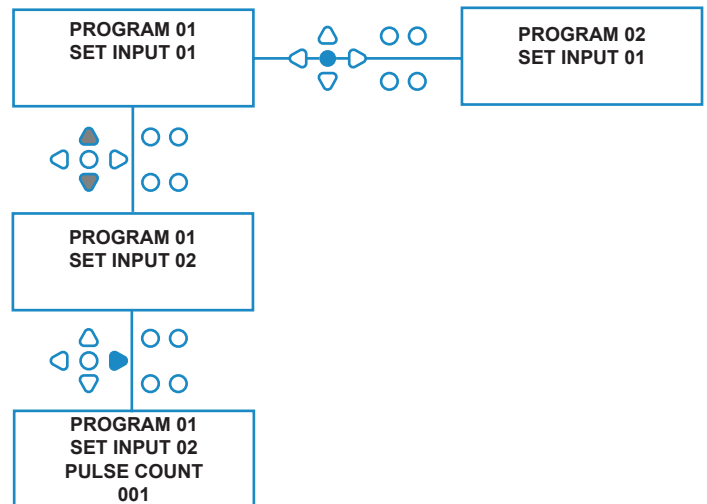 PROGRAM 01
SET INPUT 01
PROGRAM 02
SET INPUT 01
PROGRAM 01
SET INPUT 02
PROGRAM 01
SET INPUT 02
PULSE COUNT
001